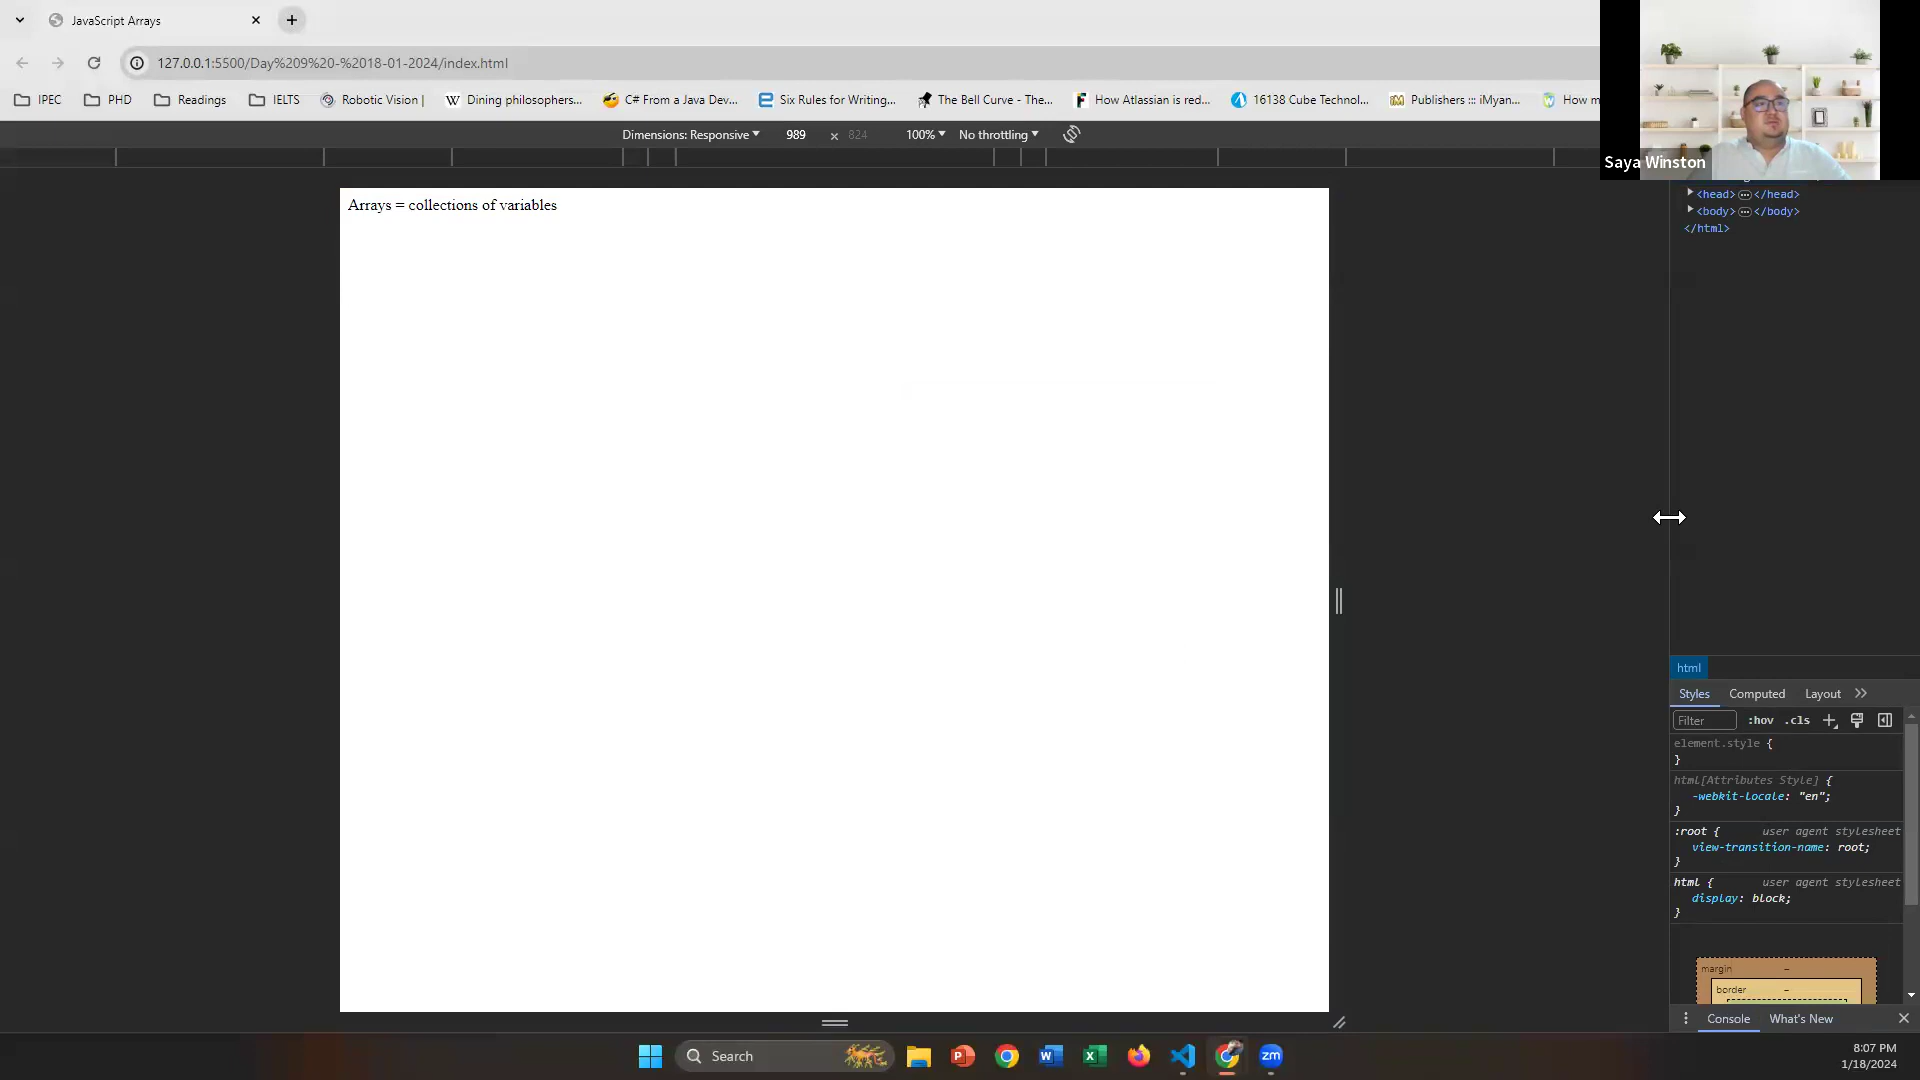 JavaScript Arrays
127.0.0.1:5500/Day%209%20-%2018-01-2024/index.html
IPEC
PHD
Readings
IELTS
Robotic Vision |
Dining philosophers...
C# From a Java Dev...
Six Rules for Writing...
The Bell Curve - The...
How Atlassian is red...
16138 Cube Technol...
Publishers ::: iMyan...
How m
Saya Winston
Dimensions: Responsive
989
×
824
100%
No throttling
Arrays = collections of variables
<head> ... </head>
<body> ... </body>
</html>
html
Styles
Computed
Layout
Filter
:hov
.cls
element.style {
}
html[Attributes Style] {
-webkit-locale: "en";
}
:root {
user agent stylesheet
view-transition-name: root;
}
html {
user agent stylesheet
display: block;
}
margin
–
border
–
Console
What's New
Search
zm
8:07 PM
1/18/2024